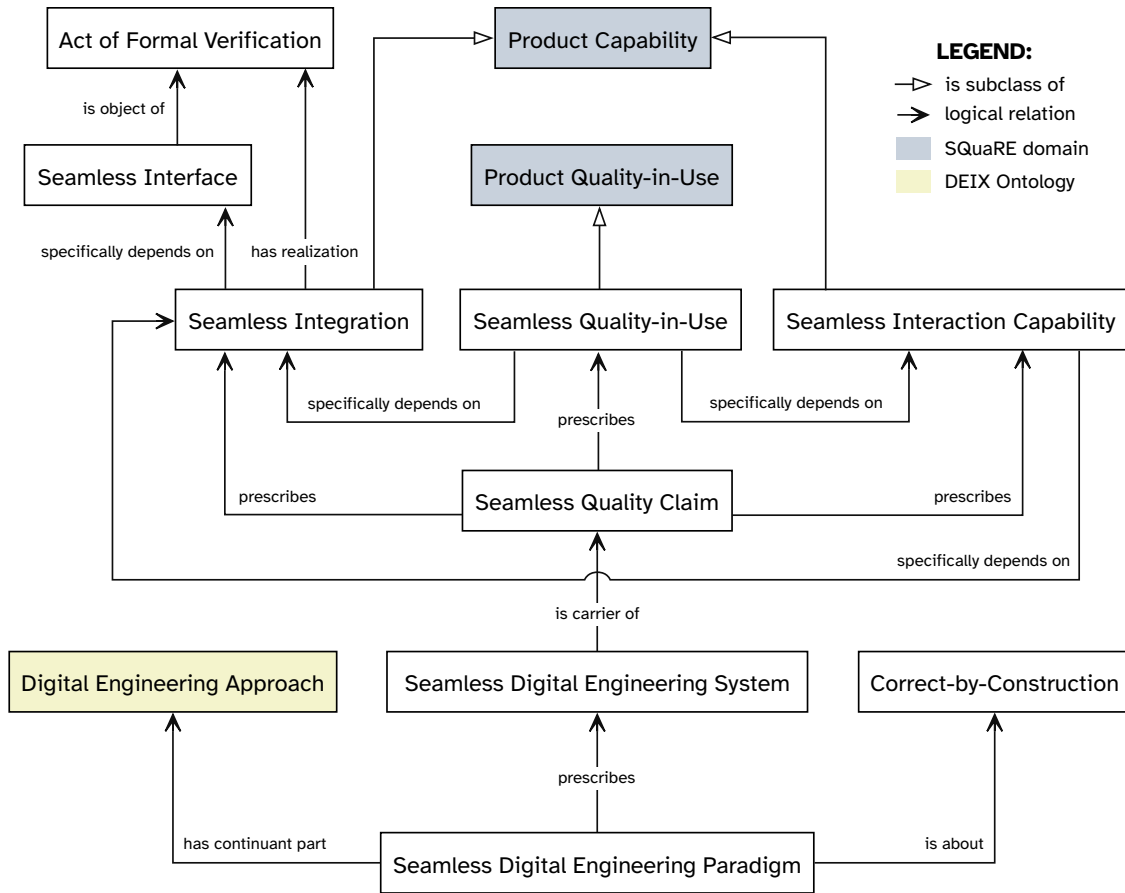 Act of Formal Verification
Product Capability
LEGEND:
is subclass of
logical relation
SQuaRE domain
DEIX Ontology
is object of
Seamless Interface
Product Quality-in-Use
specifically depends on
has realization
Seamless Integration
Seamless Quality-in-Use
Seamless Interaction Capability
specifically depends on
prescribes
specifically depends on
prescribes
Seamless Quality Claim
prescribes
specifically depends on
is carrier of
Digital Engineering Approach
Seamless Digital Engineering System
Correct-by-Construction
prescribes
has continuant part
is about
Seamless Digital Engineering Paradigm